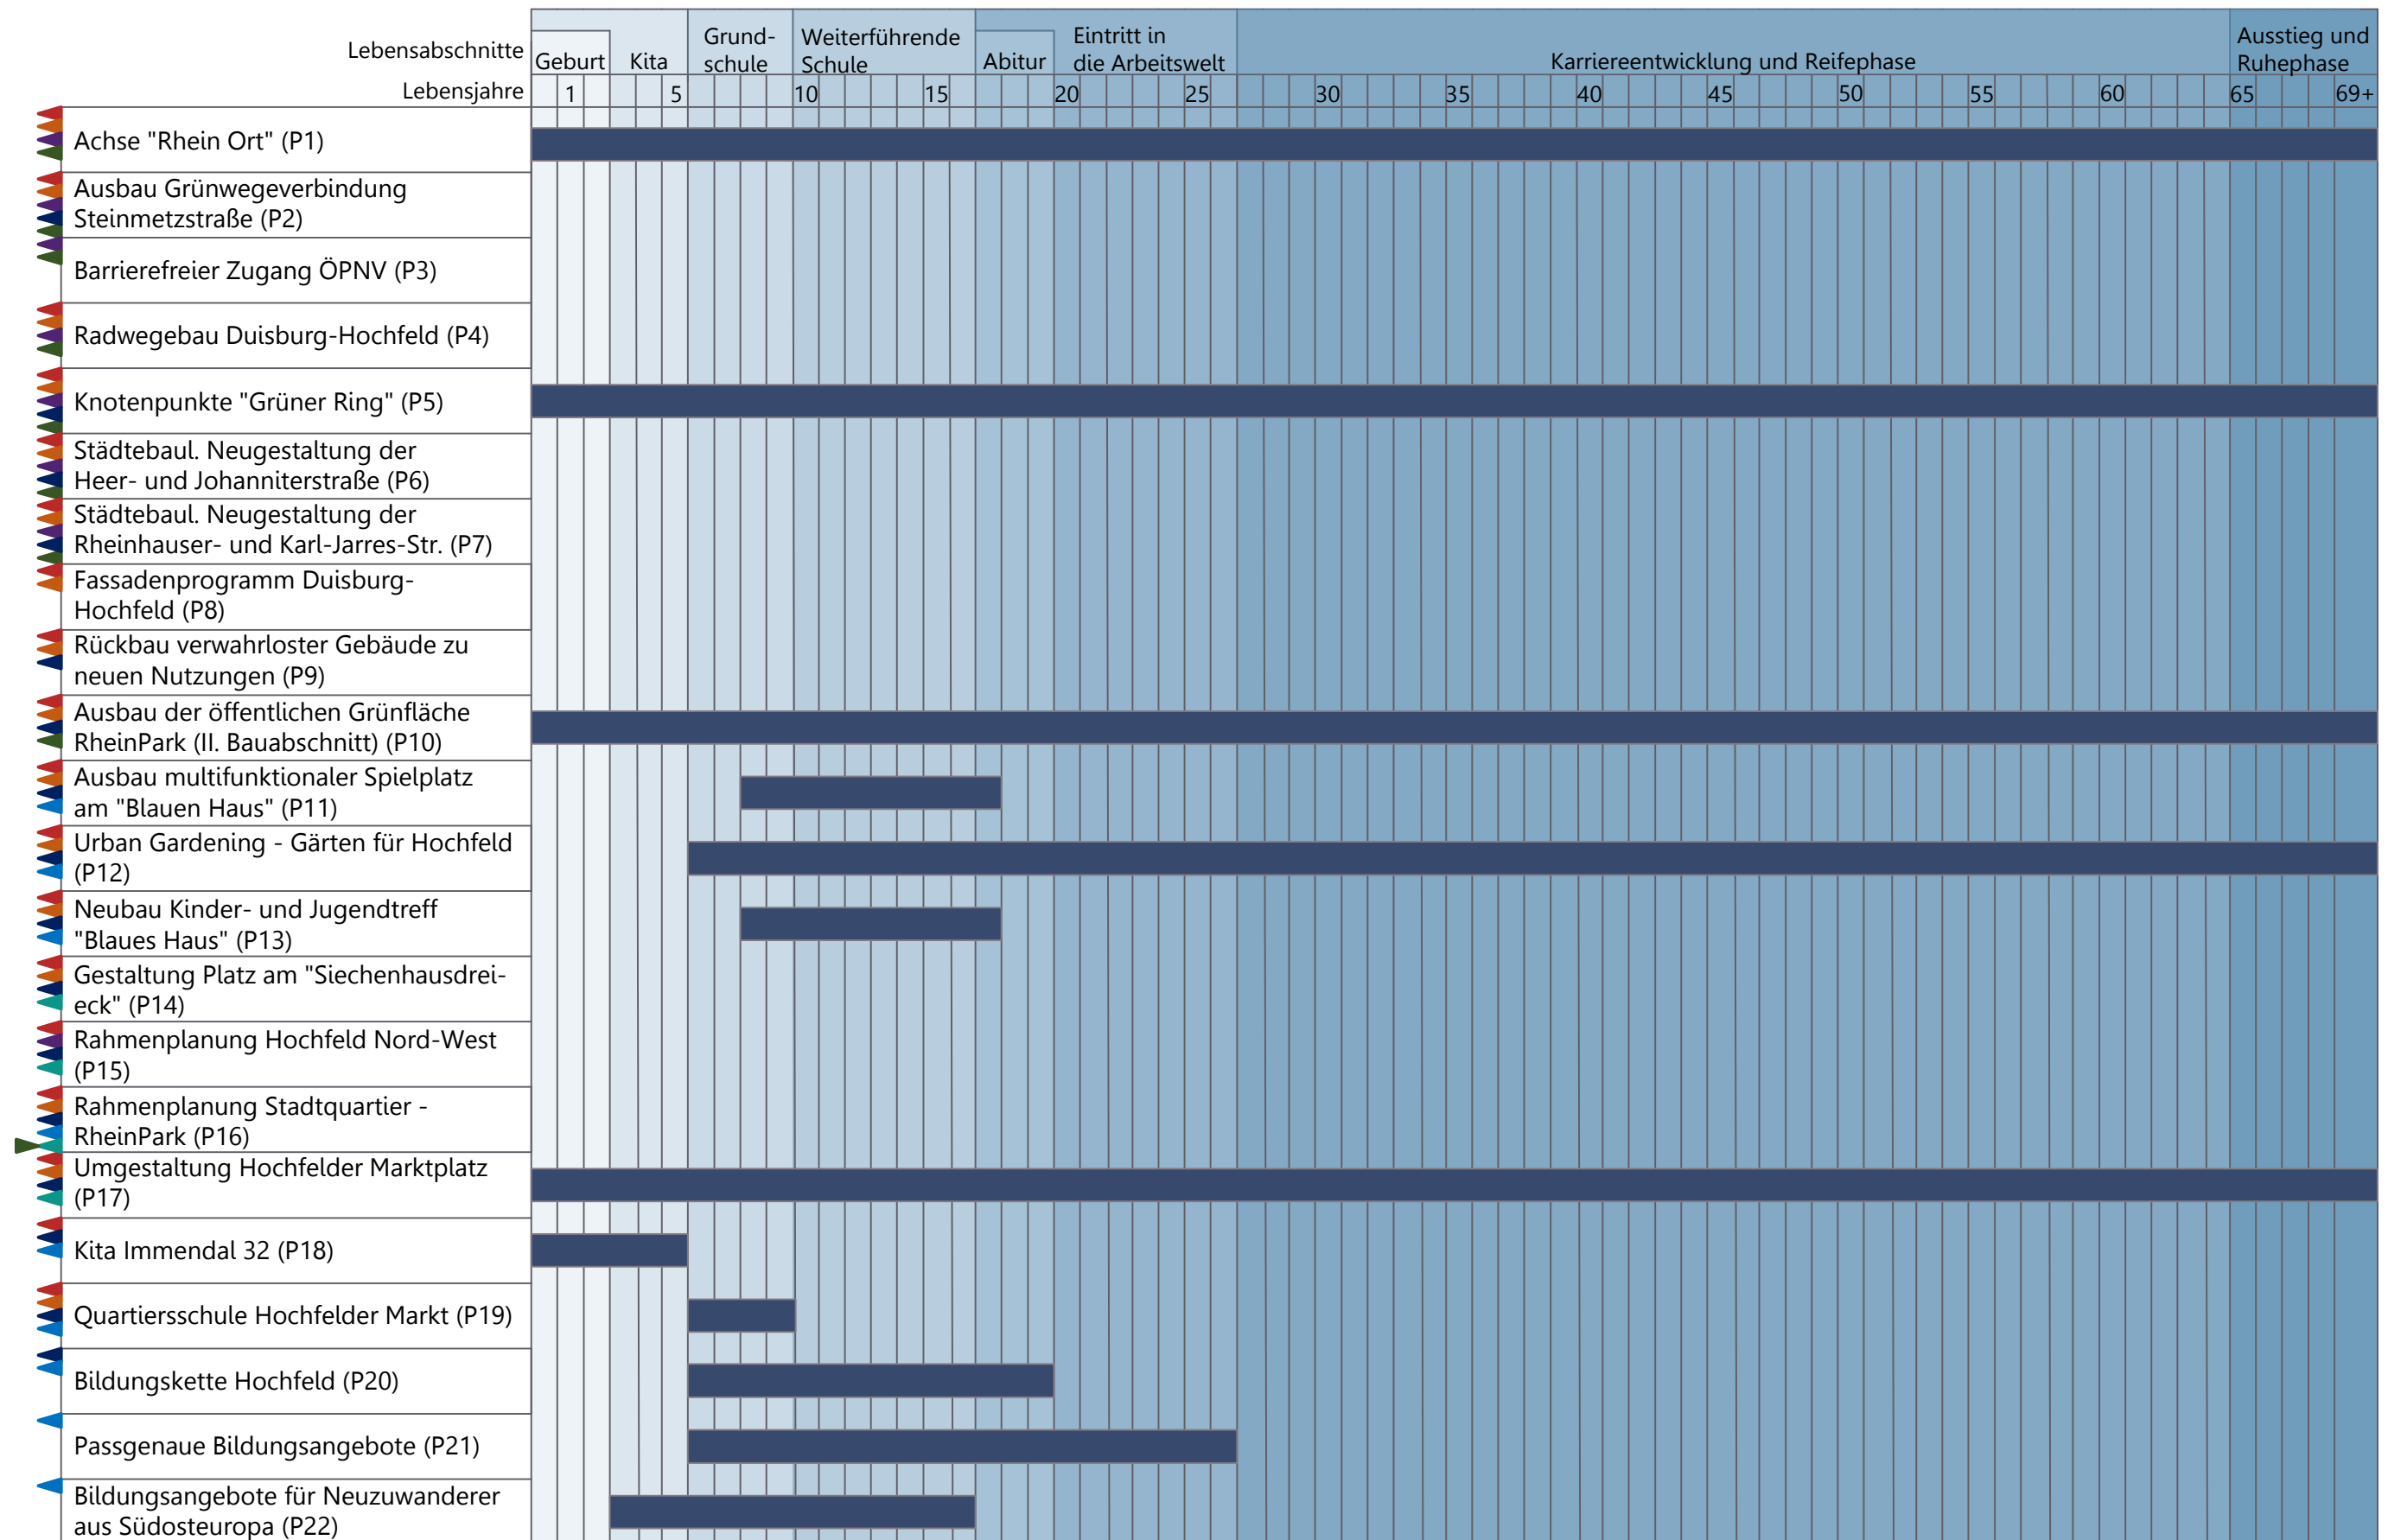 Lebensabschnitte
Geburt
Kita
Grund-
schule
Weiterführende
Schule
Abitur
Eintritt in
die Arbeitswelt
Karriereentwicklung und Reifephase
Ausstieg und
Ruhephase
Lebensjahre
1 5 10 15 20 25 30 35 40 45 50 55 60 65 69+
Achse "Rhein Ort" (P1)
Ausbau Grünwegeverbindung
Steinmetzstraße (P2)
Barrierefreier Zugang ÖPNV (P3)
Radwegebau Duisburg-Hochfeld (P4)
Knotenpunkte "Grüner Ring" (P5)
Städtebaul. Neugestaltung der
Heer- und Johanniterstraße (P6)
Städtebaul. Neugestaltung der
Rheinhauser- und Karl-Jarres-Str. (P7)
Fassadenprogramm Duisburg-
Hochfeld (P8)
Rückbau verwahrloster Gebäude zu
neuen Nutzungen (P9)
Ausbau der öffentlichen Grünfläche
RheinPark (II. Bauabschnitt) (P10)
Ausbau multifunktionaler Spielplatz
am "Blauen Haus" (P11)
Urban Gardening - Gärten für Hochfeld
(P12)
Neubau Kinder- und Jugendtreff
"Blaues Haus" (P13)
Gestaltung Platz am "Siechenhausdrei-
eck" (P14)
Rahmenplanung Hochfeld Nord-West
(P15)
Rahmenplanung Stadtquartier -
RheinPark (P16)
Umgestaltung Hochfelder Marktplatz
(P17)
Kita Immendal 32 (P18)
Quartiersschule Hochfelder Markt (P19)
Bildungskette Hochfeld (P20)
Passgenaue Bildungsangebote (P21)
Bildungsangebote für Neuzuwanderer
aus Südosteuropa (P22)